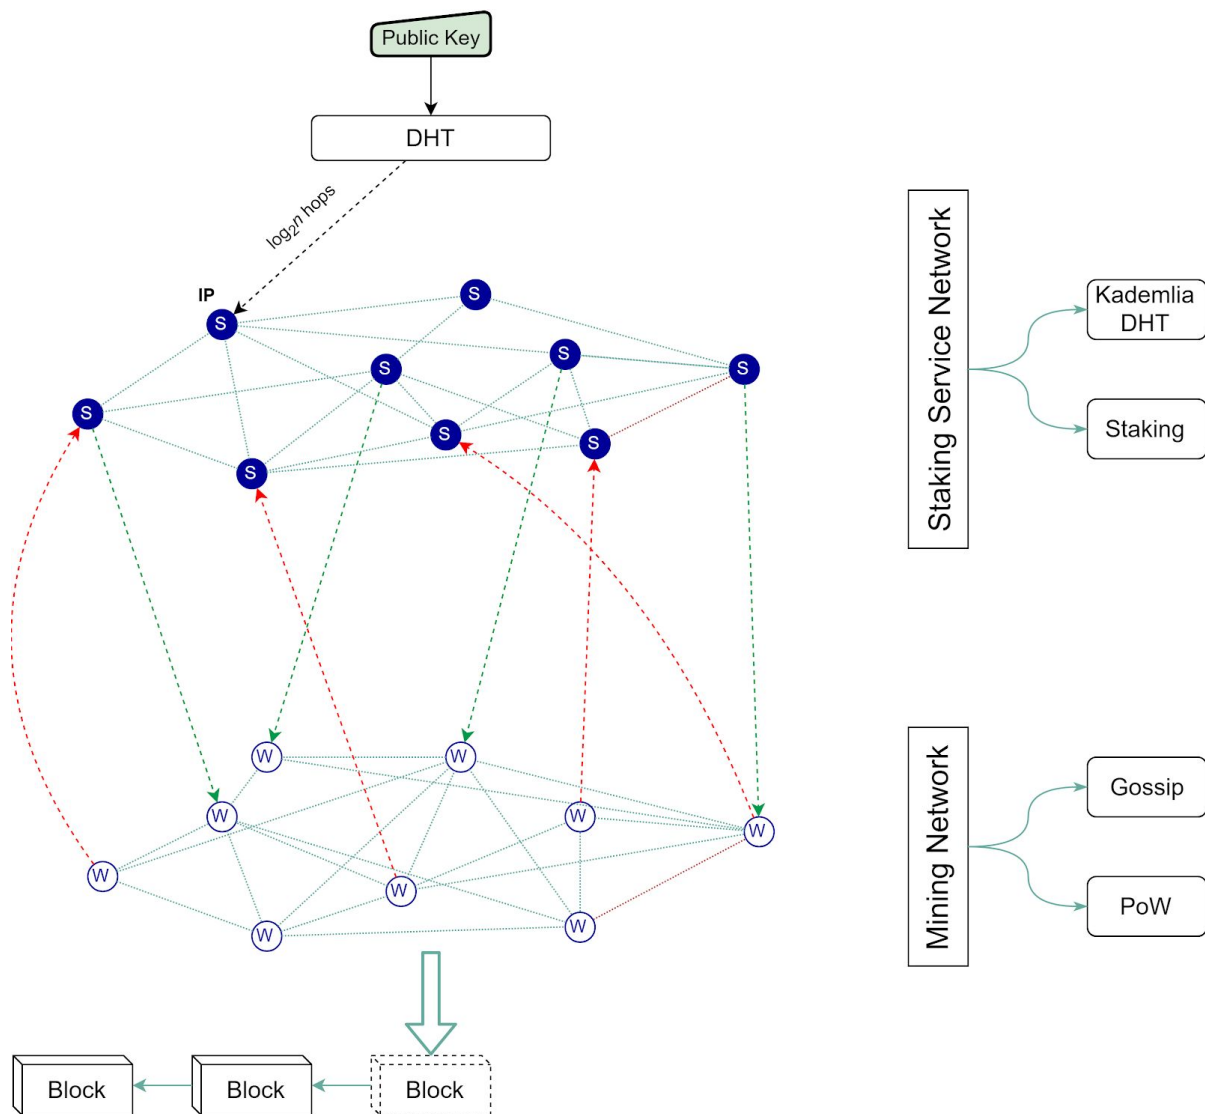 Public Key
DHT
log₂n hops
IP
S
S
S
S
S
S
S
S
S
W
W
W
W
W
W
W
W
W
Block
Block
Block
Staking Service Network
Kademlia
DHT
Staking
Mining Network
Gossip
PoW